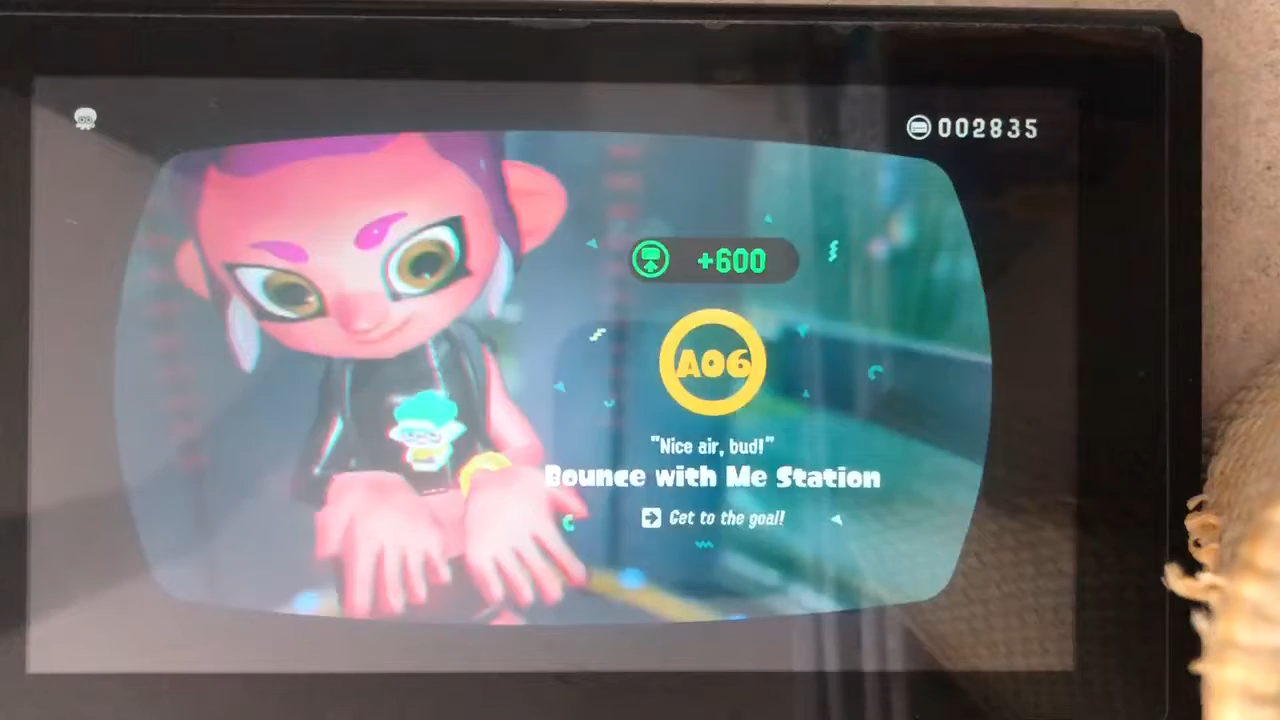 002835
+600
A06
"Nice air, bud!"
Bounce with Me Station
Get to the goal!